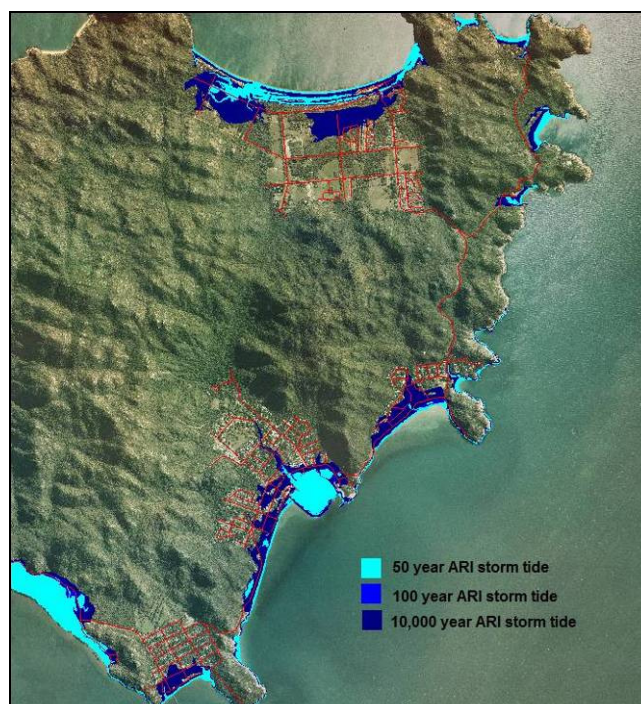 50 year ARI storm tide
100 year ARI storm tide
10,000 year ARI storm tide